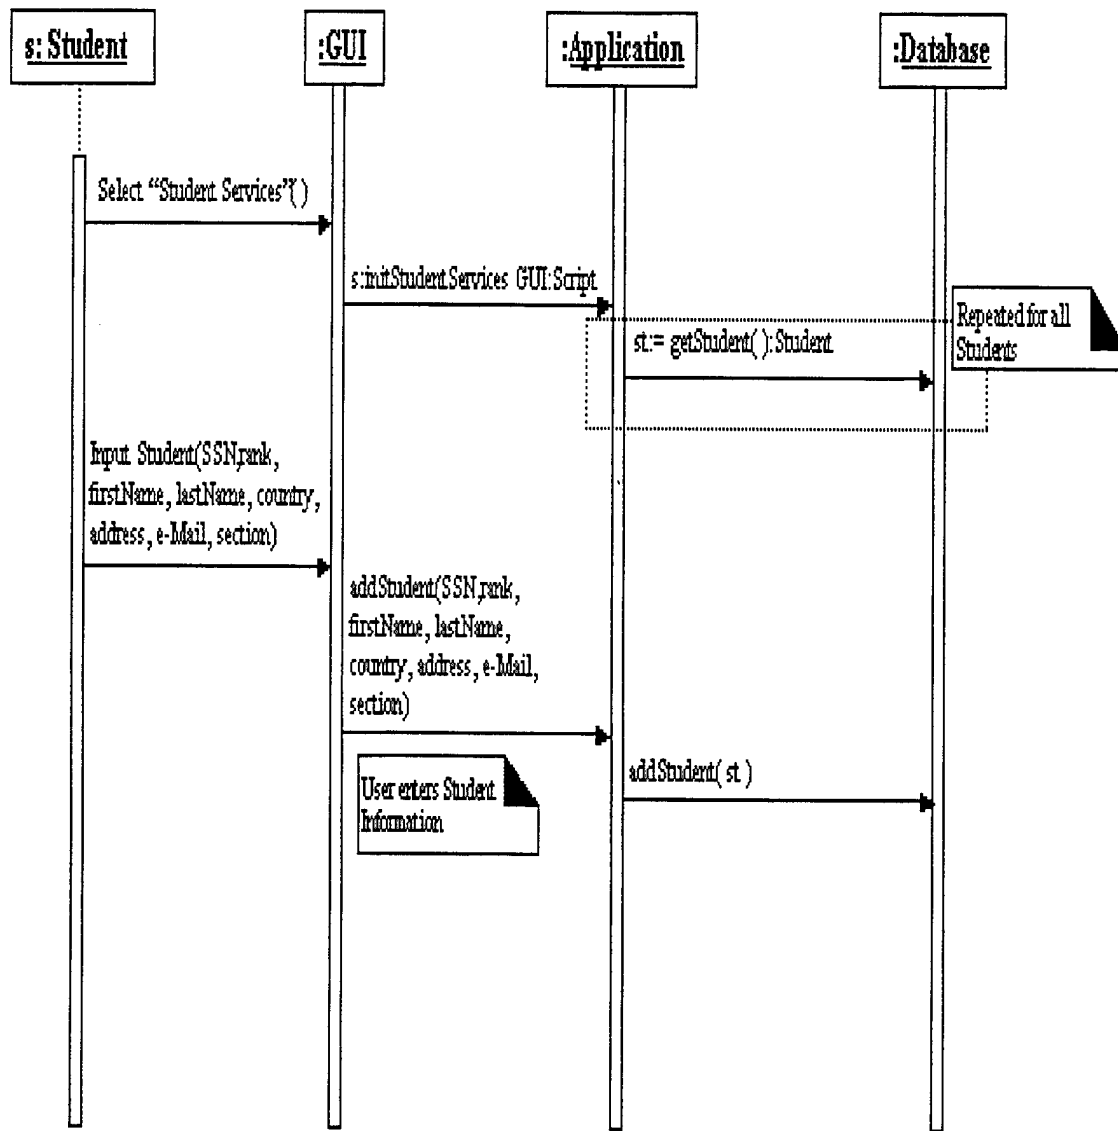 s: Student
:GUI
:Application
:Database
Select “Student Services”( )
s:initStudentServices GUI:Script
Repeated for all
Students
st:= getStudent( ):Student
Input Student(SSN,rank,
firstName, lastName, country,
address, e-Mail, section)
addStudent(SSN,rank,
firstName, lastName,
country, address, e-Mail,
section)
User enters Student
Information
addStudent( st )